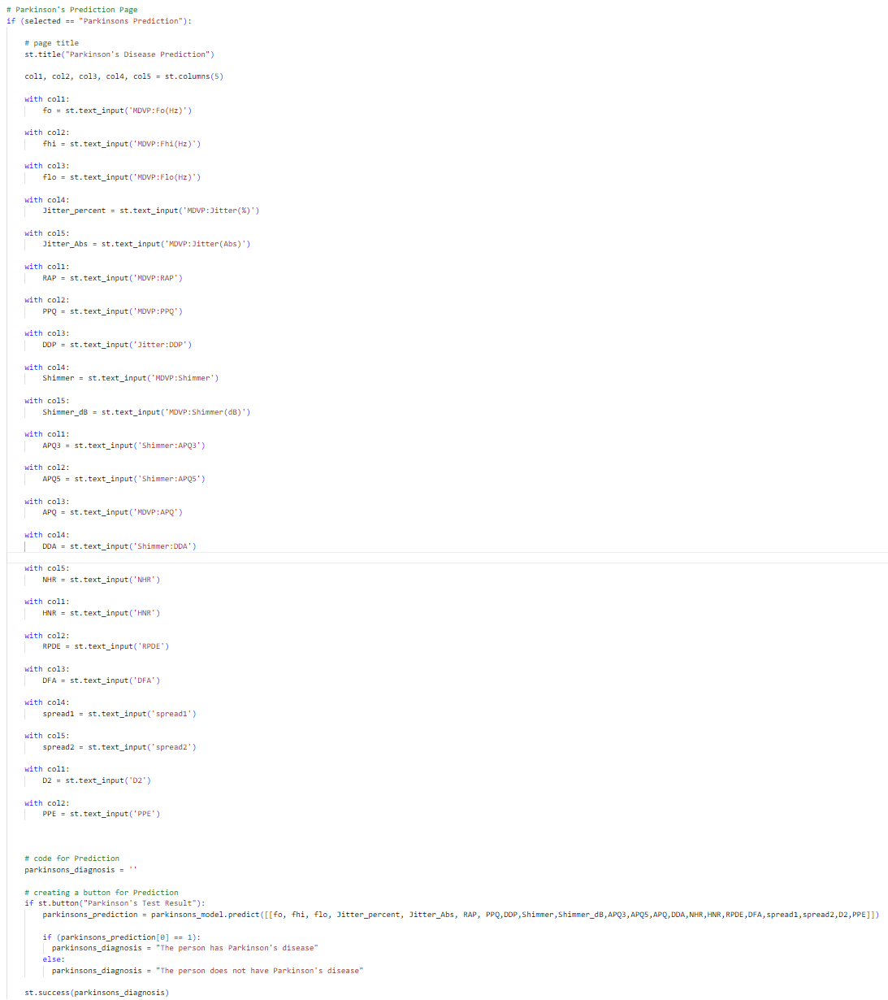 # Parkinson's Prediction Page
if (selected == "Parkinsons Prediction"):
# page title
st.title("Parkinson's Disease Prediction")
col1, col2, col3, col4, col5 = st.columns(5)
with col1:
fo = st.text_input('MDVP:Fo(Hz)')
with col2:
fhi = st.text_input('MDVP:Fhi(Hz)')
with col3:
flo = st.text_input('MDVP:Flo(Hz)')
with col4:
Jitter_percent = st.text_input('MDVP:Jitter(%)')
with col5:
Jitter_Abs = st.text_input('MDVP:Jitter(Abs)')
with col1:
RAP = st.text_input('MDVP:RAP')
with col2:
PPQ = st.text_input('MDVP:PPQ')
with col3:
DDP = st.text_input('Jitter:DDP')
with col4:
Shimmer = st.text_input('MDVP:Shimmer')
with col5:
Shimmer_dB = st.text_input('MDVP:Shimmer(dB)')
with col1:
APQ3 = st.text_input('Shimmer:APQ3')
with col2:
APQ5 = st.text_input('Shimmer:APQ5')
with col3:
APQ = st.text_input('MDVP:APQ')
with col4:
DDA = st.text_input('Shimmer:DDA')
with col5:
NHR = st.text_input('NHR')
with col1:
HNR = st.text_input('HNR')
with col2:
RPDE = st.text_input('RPDE')
with col3:
DFA = st.text_input('DFA')
with col4:
spread1 = st.text_input('spread1')
with col5:
spread2 = st.text_input('spread2')
with col1:
D2 = st.text_input('D2')
with col2:
PPE = st.text_input('PPE')
# code for Prediction
parkinsons_diagnosis = ''
# creating a button for Prediction
if st.button("Parkinson's Test Result"):
parkinsons_prediction = parkinsons_model.predict([[fo, fhi, flo, Jitter_percent, Jitter_Abs, RAP, PPQ,DDP,Shimmer,Shimmer_dB,APQ3,APQ5,APQ,DDA,NHR,HNR,RPDE,DFA,spread1,spread2,D2,PPE]])
if (parkinsons_prediction[0] == 1):
parkinsons_diagnosis = "The person has Parkinson's disease"
else:
parkinsons_diagnosis = "The person does not have Parkinson's disease"
st.success(parkinsons_diagnosis)